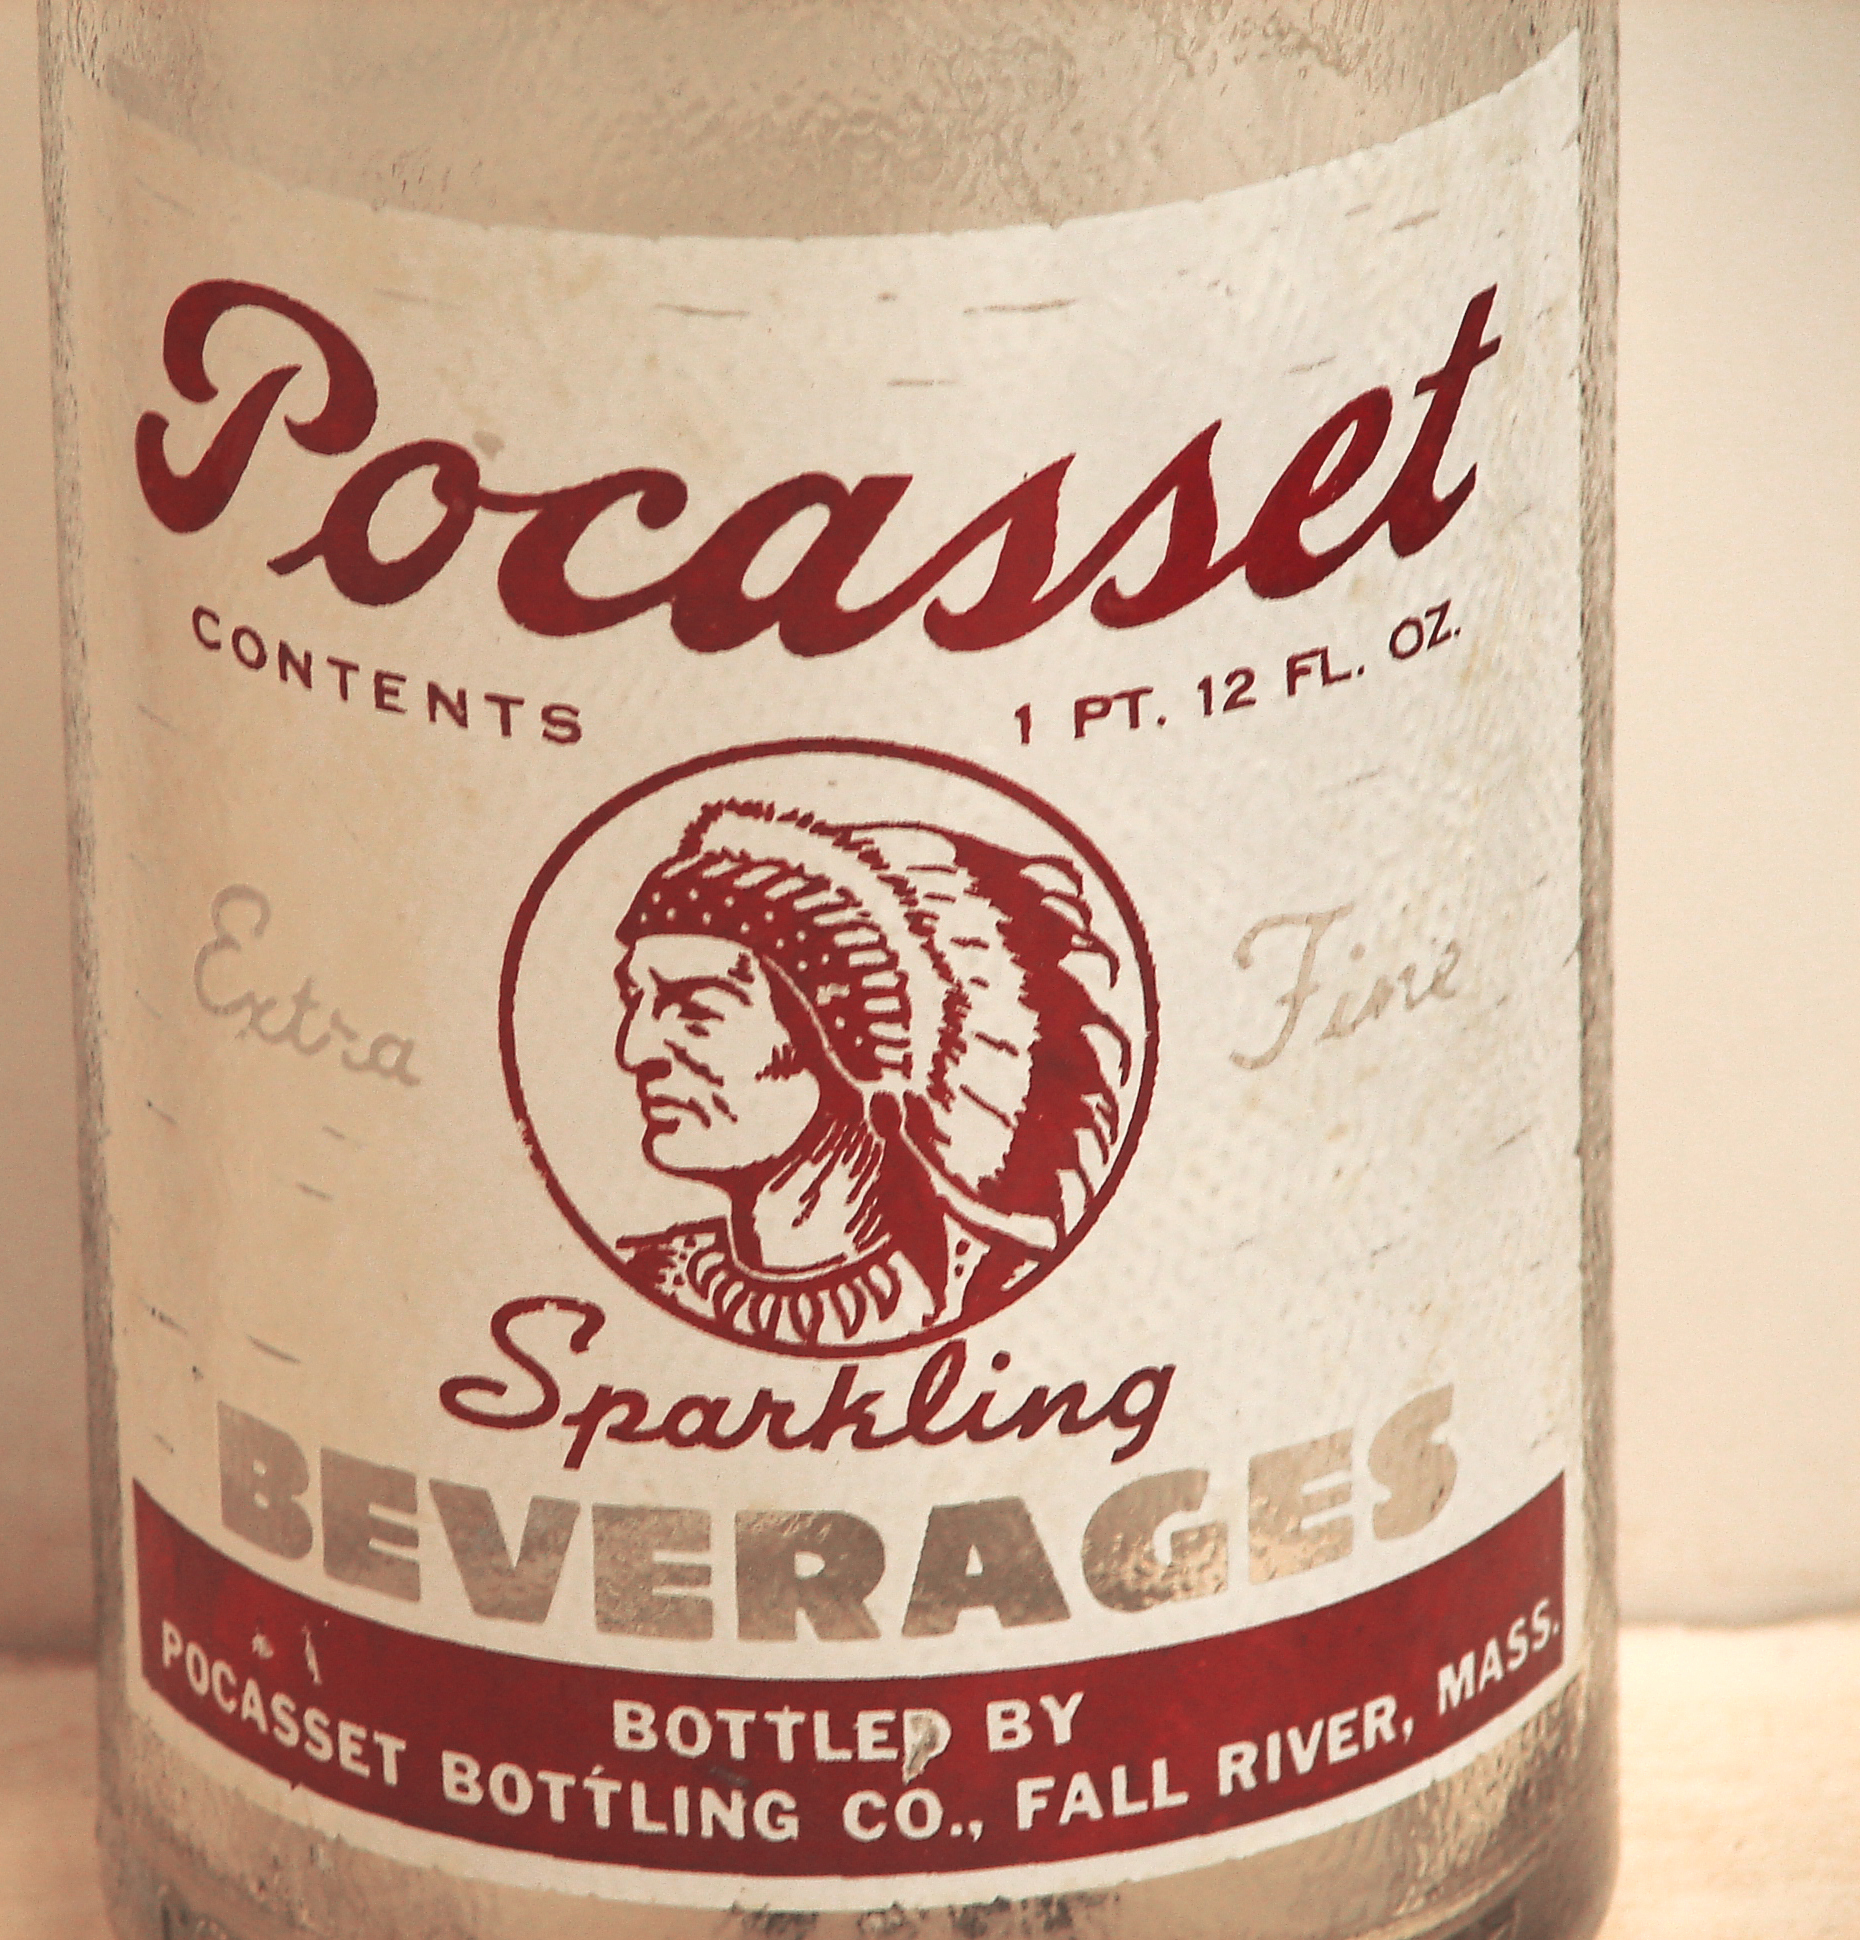 Pocasset
CONTENTS 1 PT. 12 FL. OZ.
Extra Fine
Sparkling
BEVERAGES
BOTTLED BY
POCASSET BOTTLING CO., FALL RIVER, MASS.